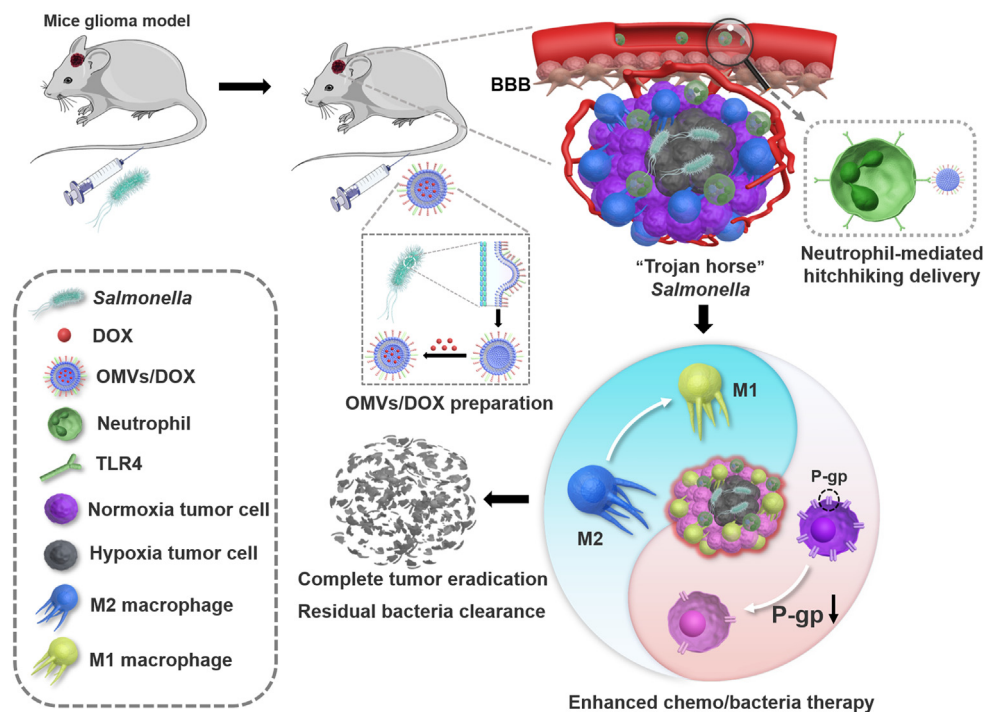 Mice glioma model
BBB
"Trojan horse"
Salmonella
Neutrophil-mediated
hitchhiking delivery
OMVs/DOX preparation
Salmonella
DOX
OMVs/DOX
Neutrophil
TLR4
Normoxia tumor cell
Hypoxia tumor cell
M2 macrophage
M1 macrophage
M1
M2
P-gp
P-gp
Complete tumor eradication
Residual bacteria clearance
Enhanced chemo/bacteria therapy